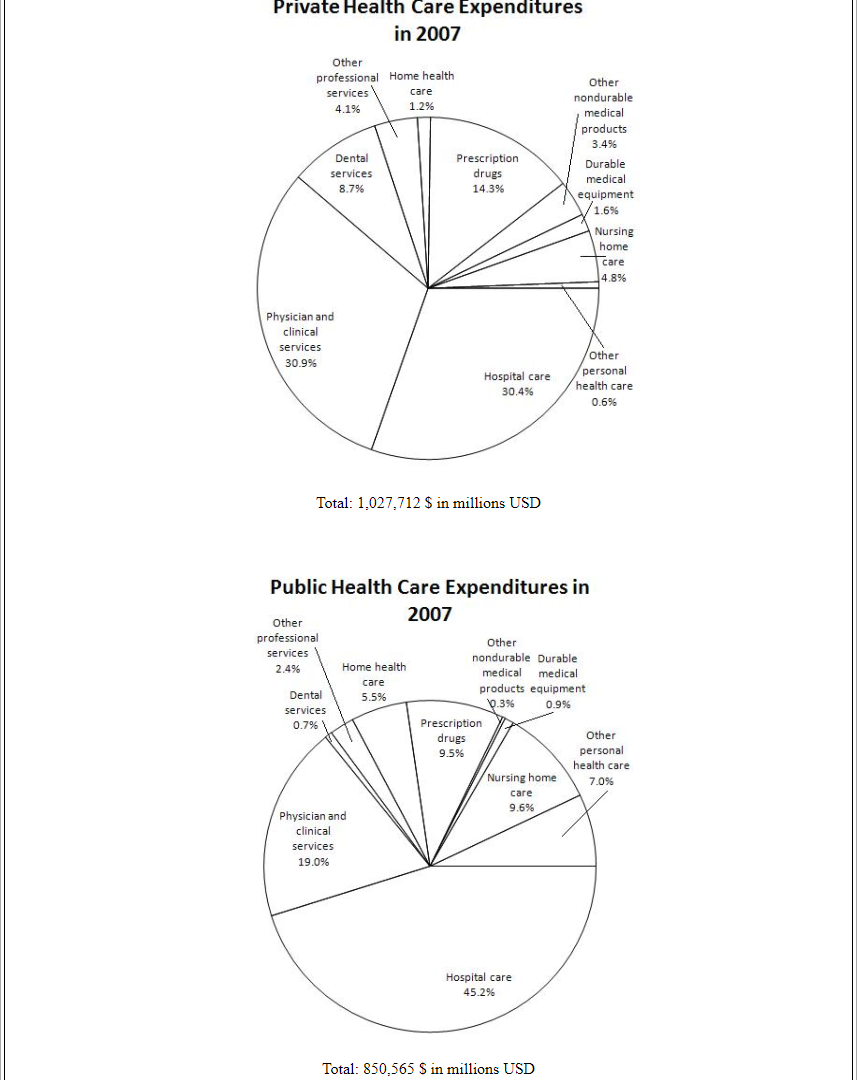 Private Health Care Expenditures
in 2007
Other
professional
services
4.1%
Home health
care
1.2%
Other
nondurable
medical
products
3.4%
Dental
services
8.7%
Prescription
drugs
14.3%
Durable
medical
equipment
1.6%
Nursing
home
care
4.8%
Physician and
clinical
services
30.9%
Hospital care
30.4%
Other
personal
health care
0.6%
Total: 1,027,712 $ in millions USD
Public Health Care Expenditures in
2007
Other
professional
services
2.4%
Home health
care
5.5%
Other
nondurable
medical
products
0.3%
Durable
medical
equipment
0.9%
Dental
services
0.7%
Prescription
drugs
9.5%
Other
personal
health care
7.0%
Nursing home
care
9.6%
Physician and
clinical
services
19.0%
Hospital care
45.2%
Total: 850,565 $ in millions USD